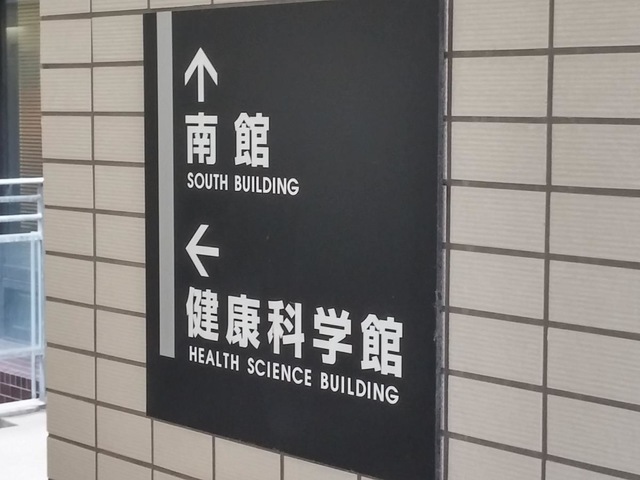 ↑
南館
SOUTH BUILDING
←
健康科学館
HEALTH SCIENCE BUILDING